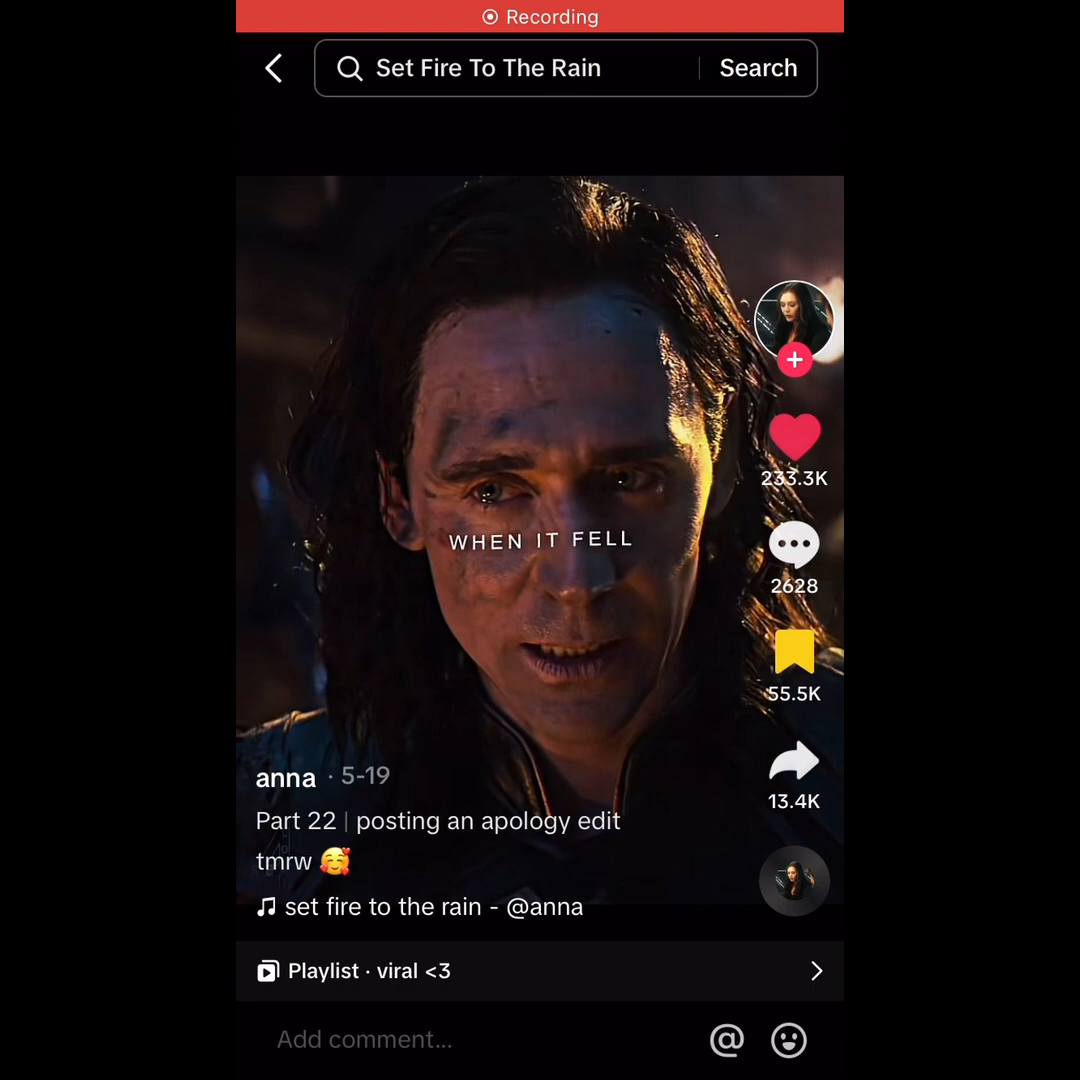 Recording
Set Fire To The Rain
Search
233.3K
WHEN IT FELL
2628
55.5K
anna · 5-19
13.4K
Part 22 | posting an apology edit
tmrw 🥰
set fire to the rain - @anna
Playlist · viral <3
Add comment...